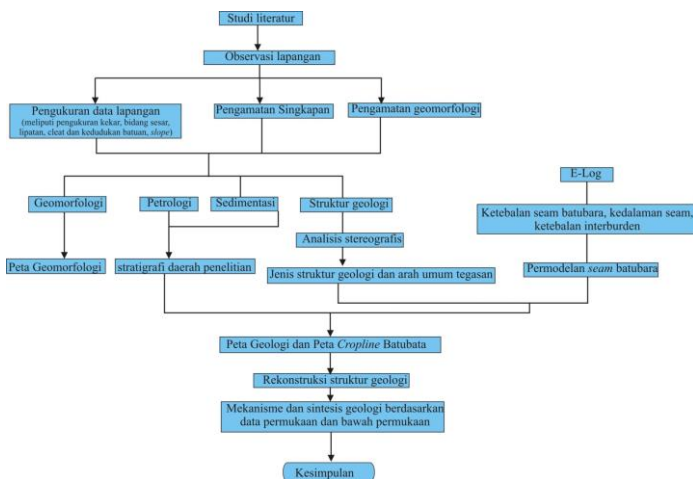 Studi literatur
Observasi lapangan
Pengukuran data lapangan
(meliputi pengukuran kekar, bidang sesar,
lipatan, cleat dan kedudukan batuan, slope)
Pengamatan Singkapan
Pengamatan geomorfologi
E-Log
Geomorfologi
Petrologi
Sedimentasi
Struktur geologi
Ketebalan seam batubara, kedalaman seam,
ketebalan interburden
Analisis stereografis
Peta Geomorfologi
stratigrafi daerah penelitian
Jenis struktur geologi dan arah umum tegasan
Permodelan seam batubara
Peta Geologi dan Peta Cropline Batubata
Rekonstruksi struktur geologi
Mekanisme dan sintesis geologi berdasarkan
data permukaan dan bawah permukaan
Kesimpulan